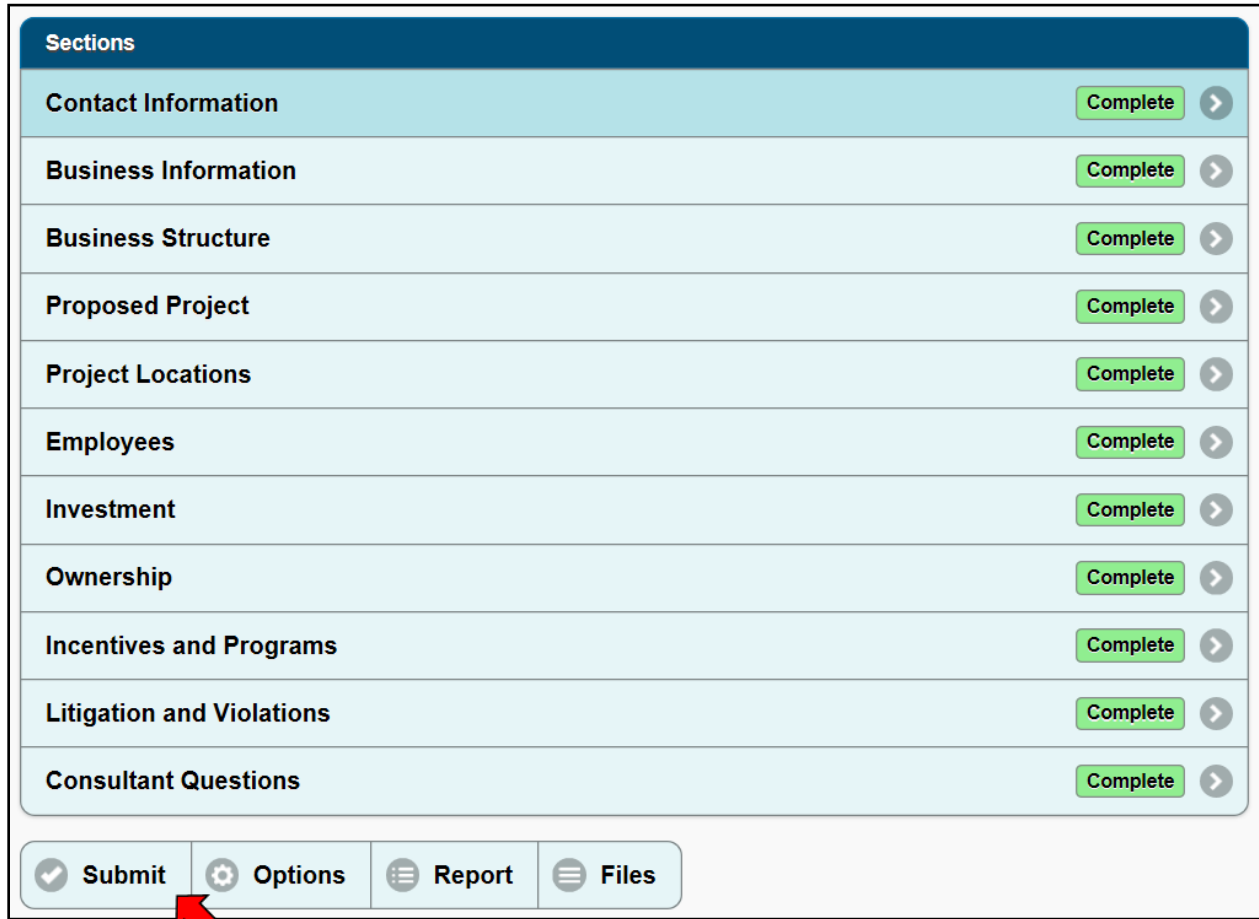 Sections
Contact Information Complete
Business Information Complete
Business Structure Complete
Proposed Project Complete
Project Locations Complete
Employees Complete
Investment Complete
Ownership Complete
Incentives and Programs Complete
Litigation and Violations Complete
Consultant Questions Complete
Submit Options Report Files